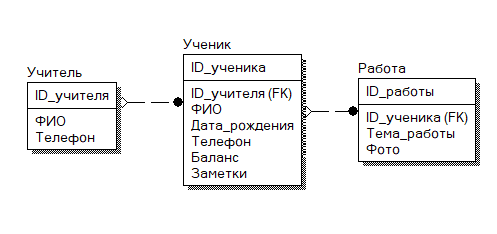 Учитель
ID_учителя
ФИО
Телефон
Ученик
ID_ученика
ID_учителя (FK)
ФИО
Дата_рождения
Телефон
Баланс
Заметки
Работа
ID_работы
ID_ученика (FK)
Тема_работы
Фото